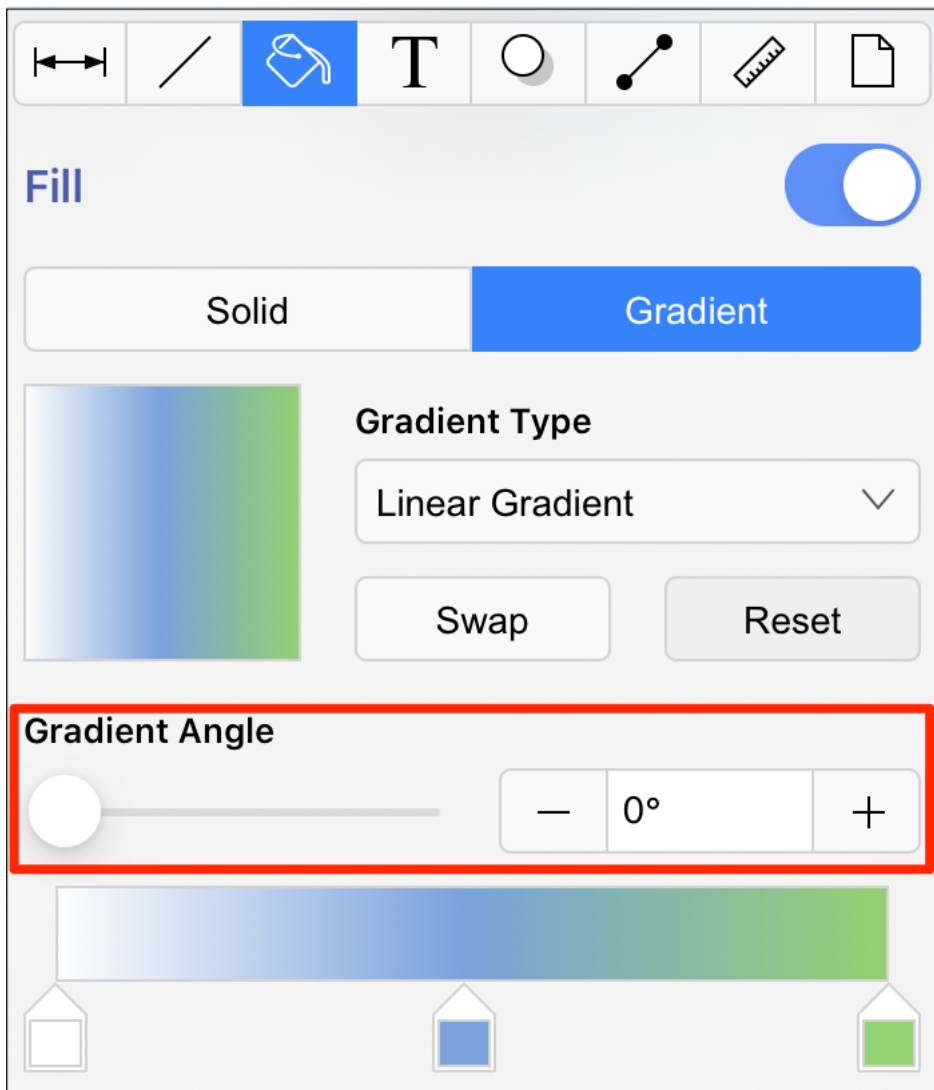 T
Fill
Solid
Gradient
Gradient Type
Linear Gradient
Swap
Reset
Gradient Angle
0°